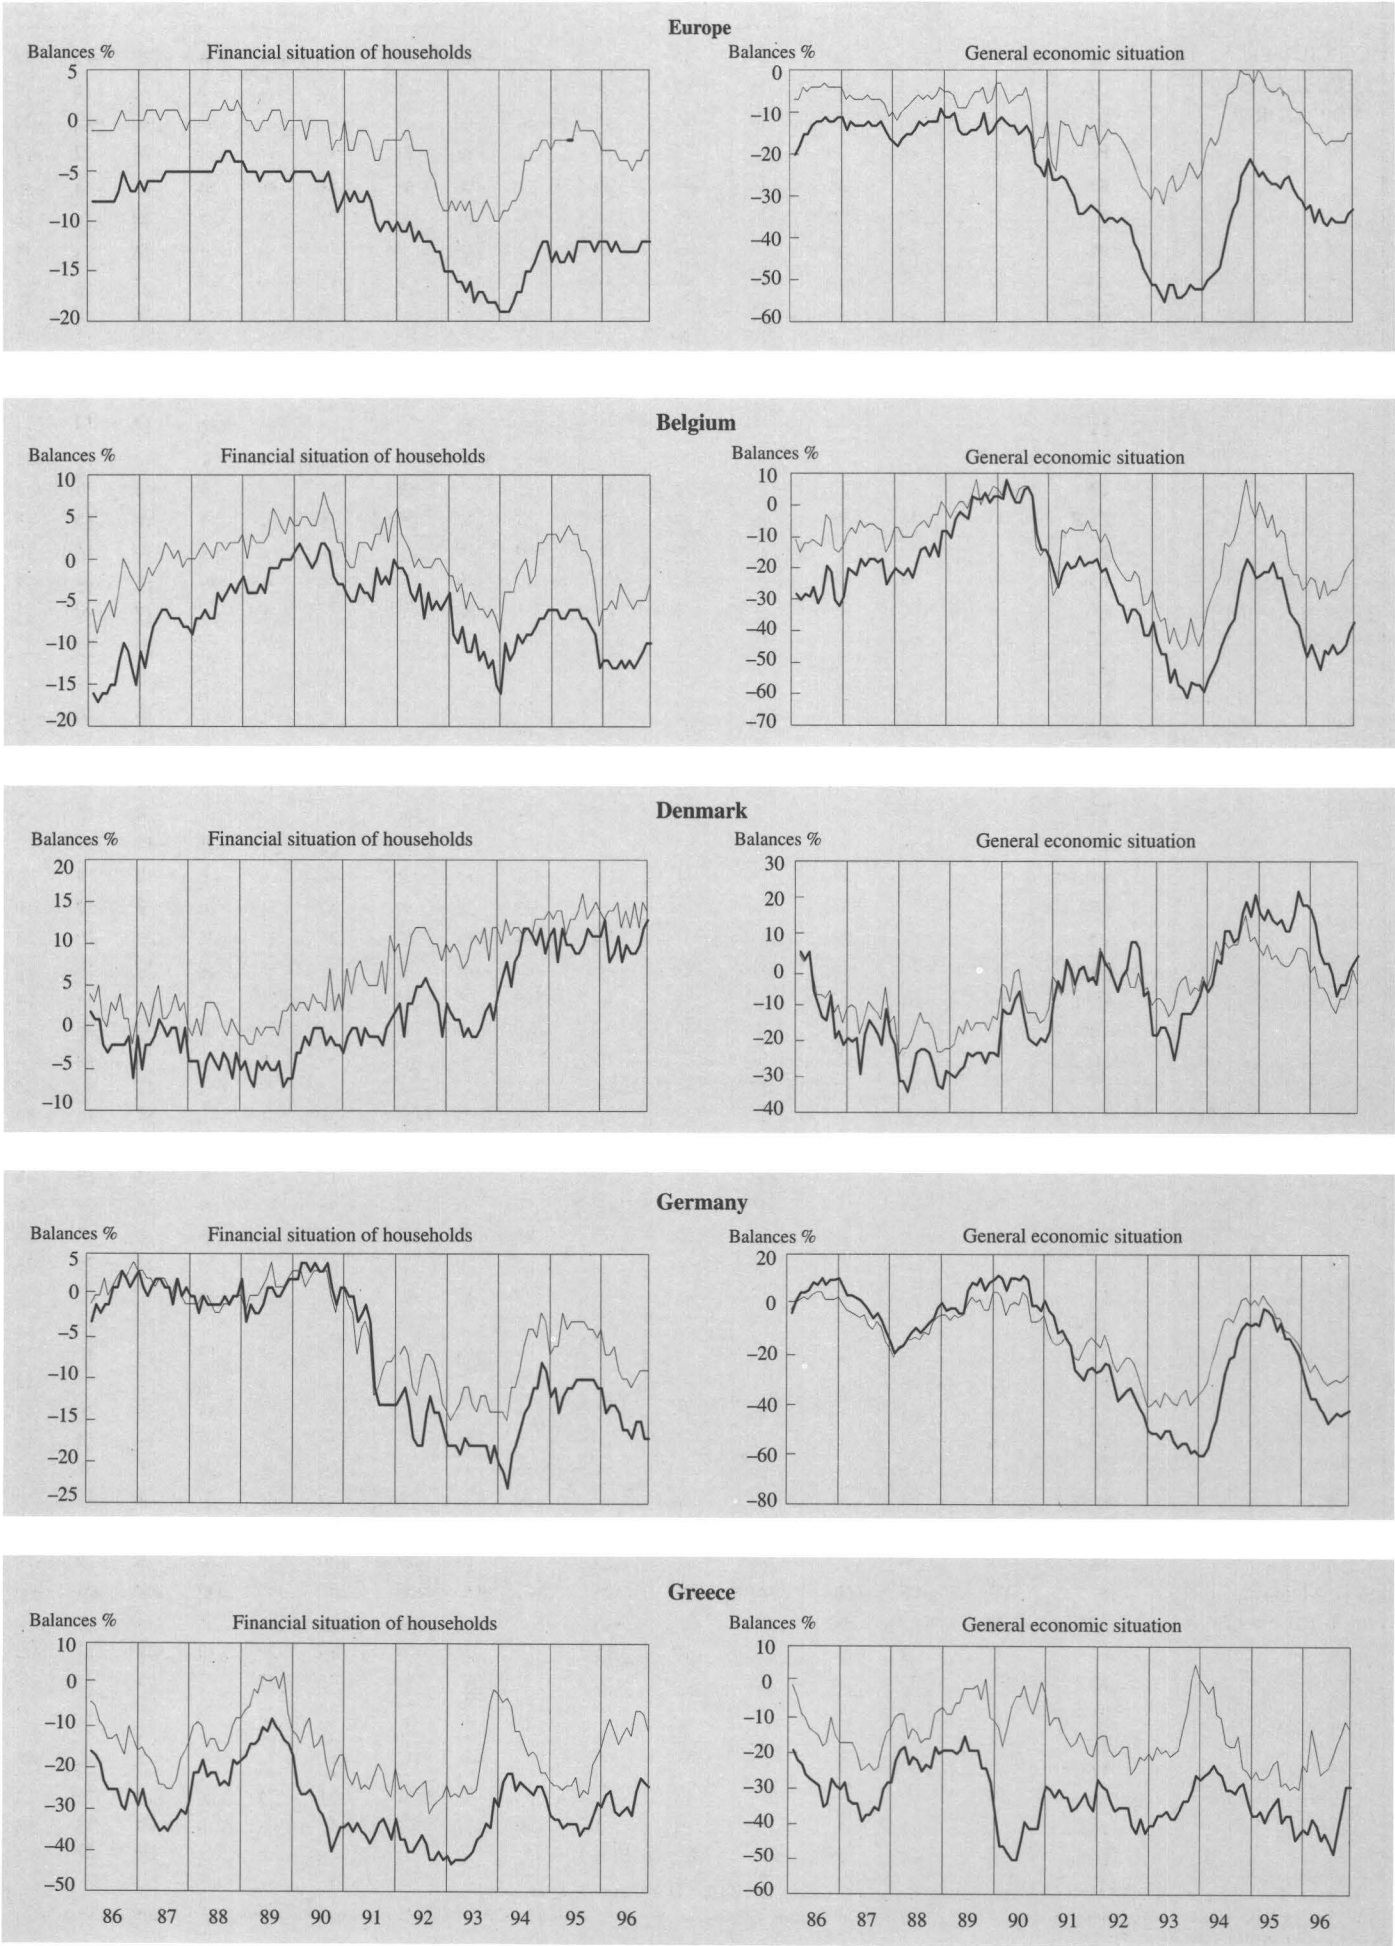 Europe
Balances %
Financial situation of households
5
0
–5
–10
–15
–20
Balances %
General economic situation
0
–10
–20
–30
–40
–50
–60
Belgium
Balances %
Financial situation of households
10
5
0
–5
–10
–15
–20
Balances %
General economic situation
10
0
–10
–20
–30
–40
–50
–60
–70
Denmark
Balances %
Financial situation of households
20
15
10
5
0
–5
–10
Balances %
General economic situation
30
20
10
0
–10
–20
–30
–40
Germany
Balances %
Financial situation of households
5
0
–5
–10
–15
–20
–25
Balances %
General economic situation
20
0
–20
–40
–60
–80
Greece
Balances %
Financial situation of households
10
0
–10
–20
–30
–40
–50
86 87 88 89 90 91 92 93 94 95 96
Balances %
General economic situation
10
0
–10
–20
–30
–40
–50
–60
86 87 88 89 90 91 92 93 94 95 96